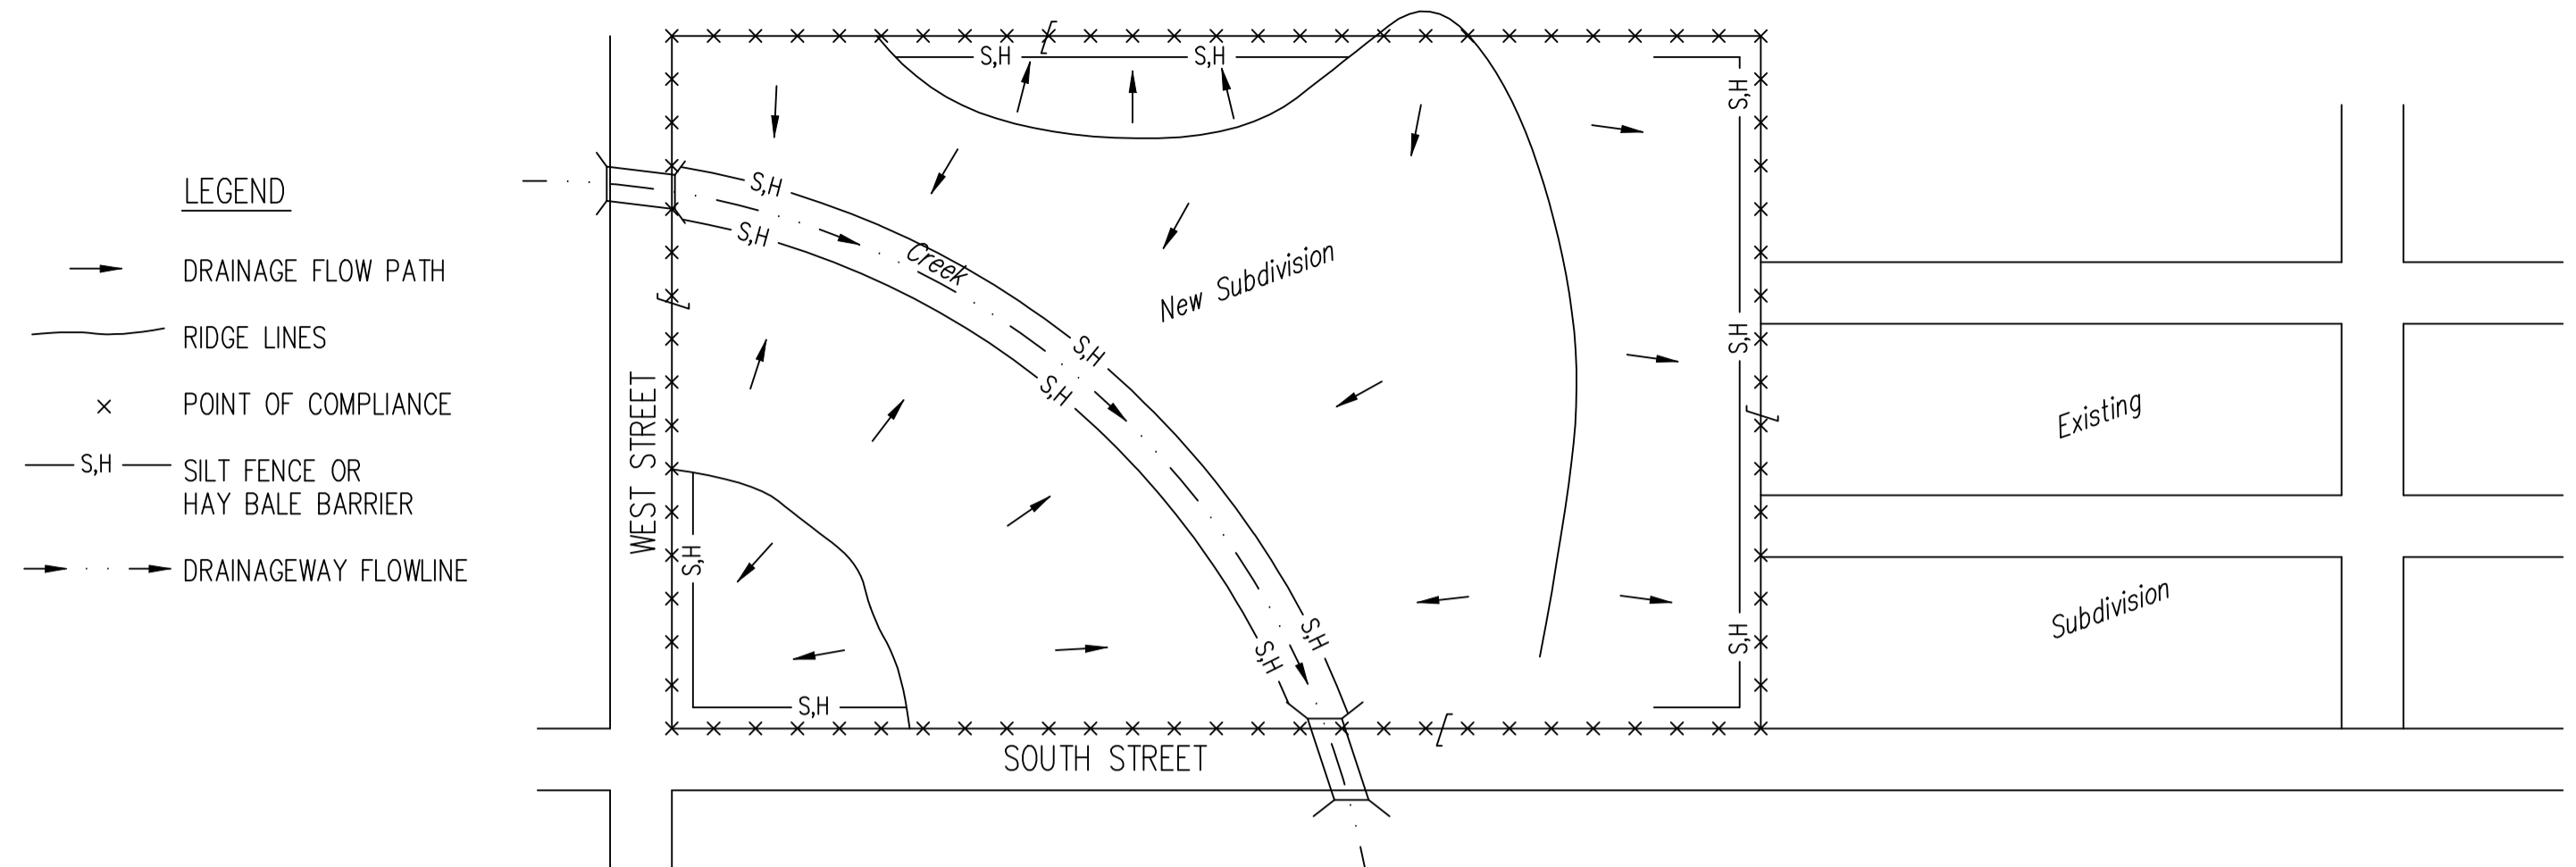 LEGEND
DRAINAGE FLOW PATH
RIDGE LINES
POINT OF COMPLIANCE
S,H
SILT FENCE OR
HAY BALE BARRIER
DRAINAGEWAY FLOWLINE
S,H
S,H
S,H
S,H
S,H
Creek
New Subdivision
S,H
S,H
S,H
WEST STREET
Existing
S,H
Subdivision
S,H
S,H
S,H
S,H
SOUTH STREET